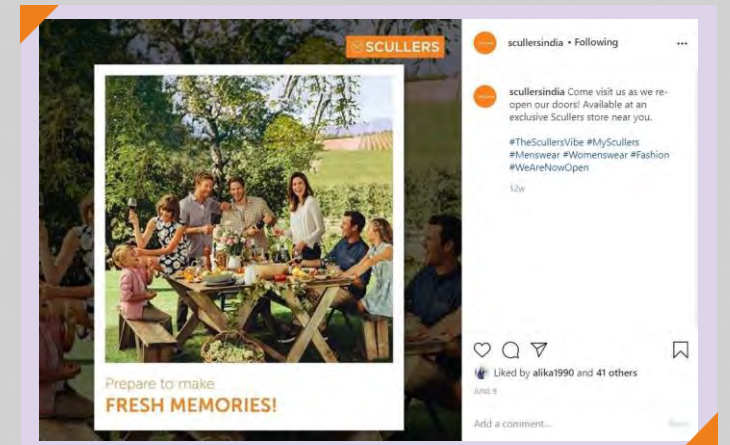 SCULLERS
Prepare to make
FRESH MEMORIES!
scullersindia • Following
scullersindia Come visit us as we re-
open our doors! Available at an
exclusive Scullers store near you.
#TheScullersVibe #MyScullers
#Menswear #Womenswear #Fashion
#WeAreNowOpen
12w
Liked by alika1990 and 41 others
JUNE 9
Add a comment...